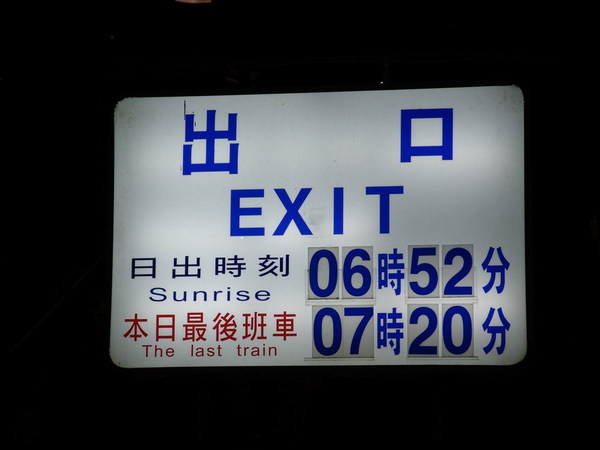 出口
EXIT
日出時刻 06時52分
Sunrise
本日最後班車 07時20分
The last train